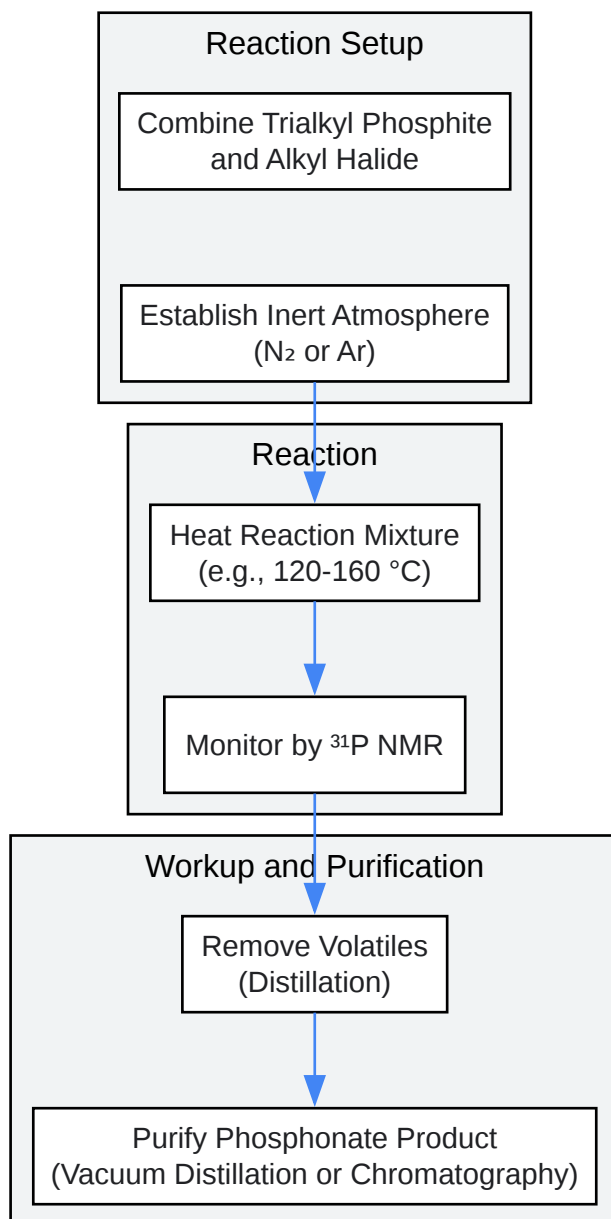 Reaction Setup
Combine Trialkyl Phosphite
and Alkyl Halide
Establish Inert Atmosphere
(N₂ or Ar)
Reaction
Heat Reaction Mixture
(e.g., 120-160 °C)
Monitor by ³¹P NMR
Workup and Purification
Remove Volatiles
(Distillation)
Purify Phosphonate Product
(Vacuum Distillation or Chromatography)